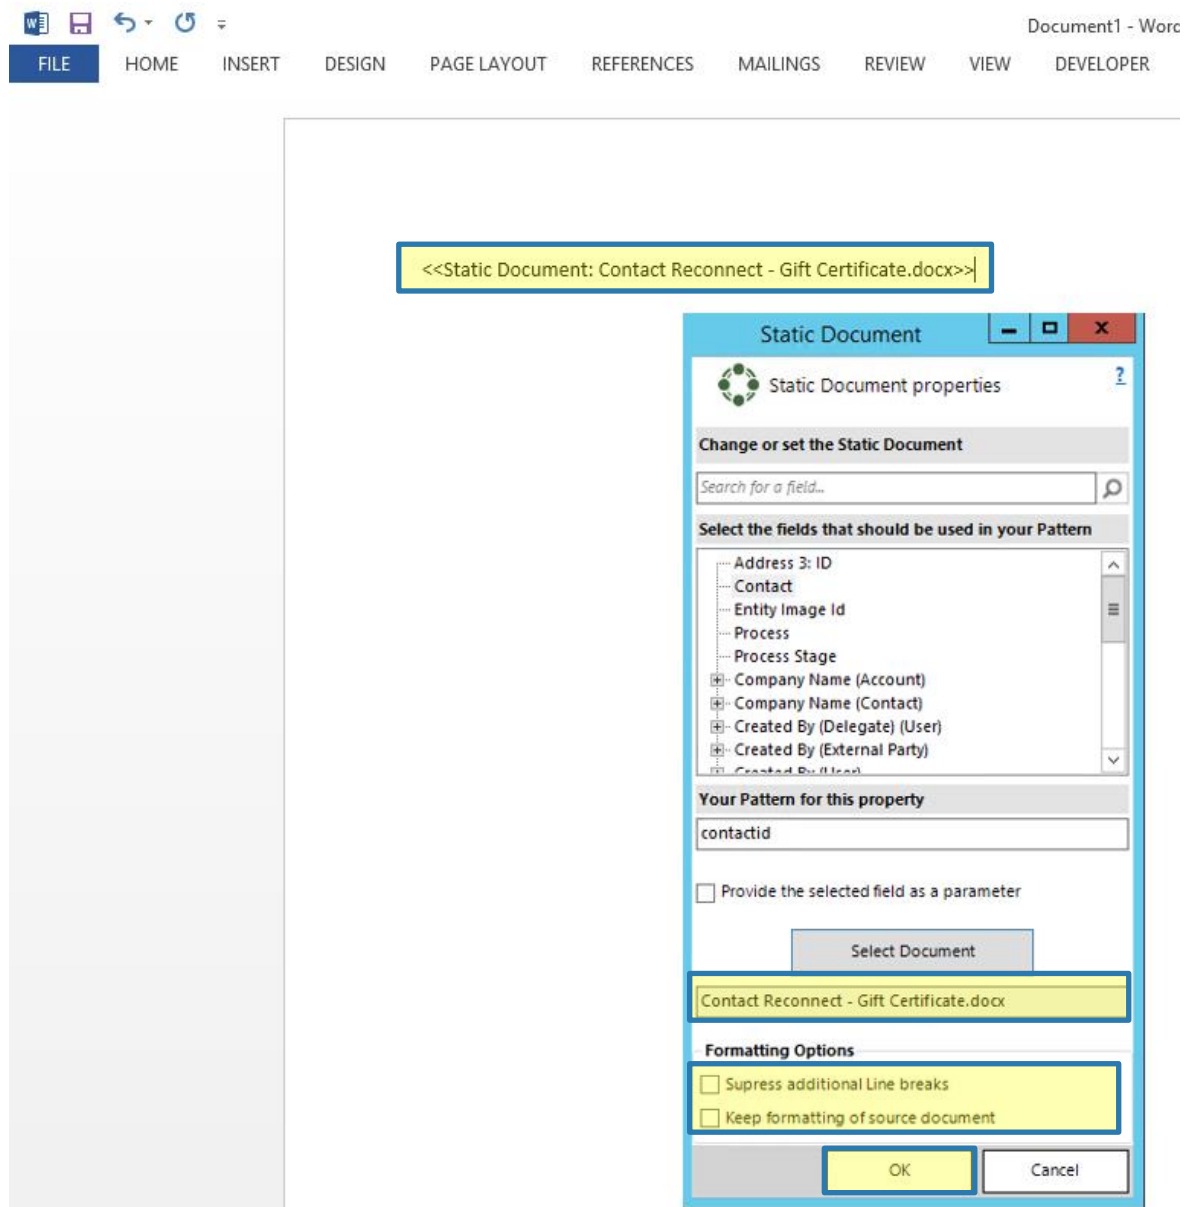 Document1 - Word
FILE HOME INSERT DESIGN PAGE LAYOUT REFERENCES MAILINGS REVIEW VIEW DEVELOPER
<<Static Document: Contact Reconnect - Gift Certificate.docx>>
Static Document
Static Document properties
?
Change or set the Static Document
Search for a field...
Select the fields that should be used in your Pattern
Address 3: ID
Contact
Entity Image Id
Process
Process Stage
Company Name (Account)
Company Name (Contact)
Created By (Delegate) (User)
Created By (External Party)
Created By (User)
Your Pattern for this property
contactid
Provide the selected field as a parameter
Select Document
Contact Reconnect - Gift Certificate.docx
Formatting Options
Supress additional Line breaks
Keep formatting of source document
OK Cancel